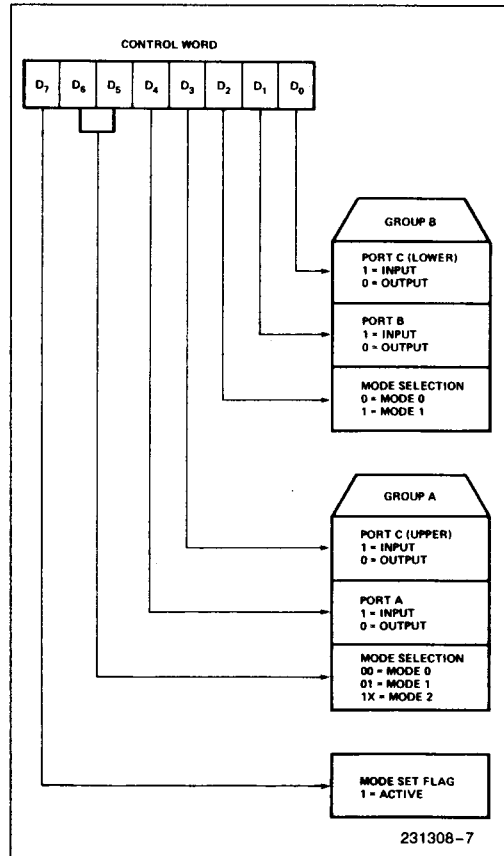 CONTROL WORD
D7 D6 D5 D4 D3 D2 D1 D0
GROUP B
PORT C (LOWER)
1 = INPUT
0 = OUTPUT
PORT B
1 = INPUT
0 = OUTPUT
MODE SELECTION
0 = MODE 0
1 = MODE 1
GROUP A
PORT C (UPPER)
1 = INPUT
0 = OUTPUT
PORT A
1 = INPUT
0 = OUTPUT
MODE SELECTION
00 = MODE 0
01 = MODE 1
1X = MODE 2
MODE SET FLAG
1 = ACTIVE
231308-7